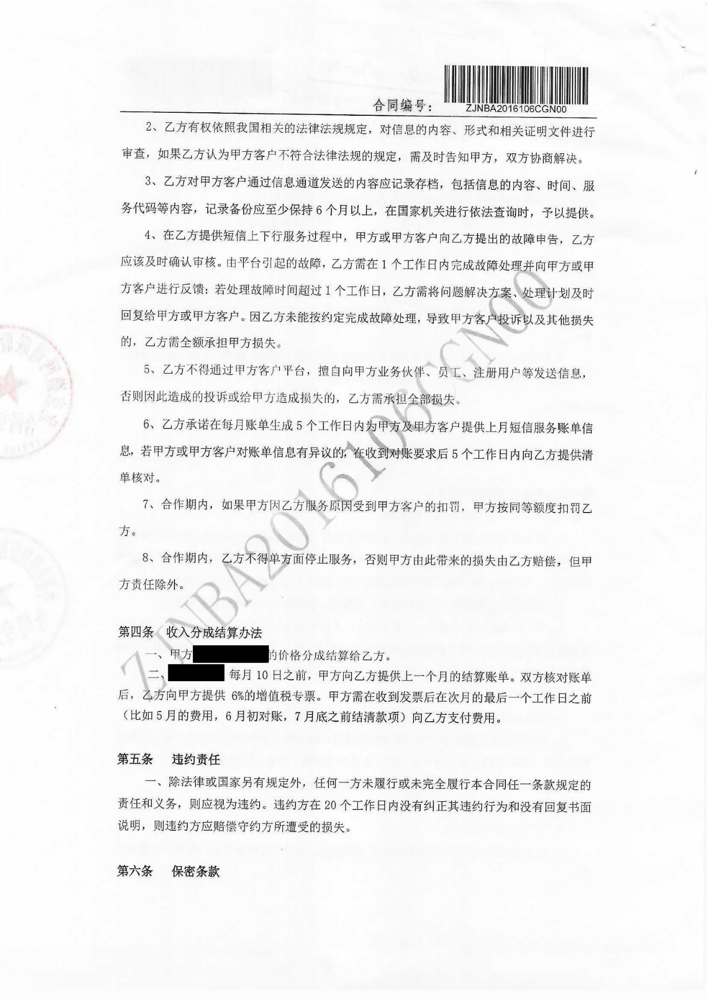 合同编号：
ZJNBA2016106CGN00
2、乙方有权依照我国相关的法律法规规定，对信息的内容、形式和相关证明文件进行
审查，如果乙方认为甲方客户不符合法律法规的规定，需及时告知甲方，双方协商解决。
3、乙方对甲方客户通过信息通道发送的内容应记录存档，包括信息的内容、时间、服
务代码等内容，记录备份应至少保持 6 个月以上，在国家机关进行依法查询时，予以提供。
4、在乙方提供短信上下行服务过程中，甲方或甲方客户向乙方提出的故障申告，乙方
应该及时确认审核。由平台引起的故障，乙方需在 1 个工作日内完成故障处理并向甲方或甲
方客户进行反馈；若处理故障时间超过 1 个工作日，乙方需将问题解决方案、处理计划及时
回复给甲方或甲方客户。因乙方未能按约定完成故障处理，导致甲方客户投诉以及其他损失
的，乙方需全额承担甲方损失。
5、乙方不得通过甲方客户平台，擅自向甲方业务伙伴、员工、注册用户等发送信息，
否则因此造成的投诉或给甲方造成损失的，乙方需承担全部损失。
6、乙方承诺在每月账单生成 5 个工作日内为甲方及甲方客户提供上月短信服务账单信
息，若甲方或甲方客户对账单信息有异议的，在收到对账要求后 5 个工作日内向乙方提供清
单核对。
7、合作期内，如果甲方因乙方服务原因受到甲方客户的扣罚，甲方按同等额度扣罚乙
方。
8、合作期内，乙方不得单方面停止服务，否则甲方由此带来的损失由乙方赔偿，但甲
方责任除外。
第四条 收入分成结算办法
一、甲方 的价格分成结算给乙方。
二、 每月 10 日之前，甲方向乙方提供上一个月的结算账单。双方核对账单
后，乙方向甲方提供 6%的增值税专票。甲方需在收到发票后在次月的最后一个工作日之前
（比如 5 月的费用，6 月初对账，7 月底之前结清款项）向乙方支付费用。
第五条 违约责任
一、除法律或国家另有规定外，任何一方未履行或未完全履行本合同任一条款规定的
责任和义务，则应视为违约。违约方在 20 个工作日内没有纠正其违约行为和没有回复书面
说明，则违约方应赔偿守约方所遭受的损失。
第六条 保密条款
ZJNBA2016106CGN00